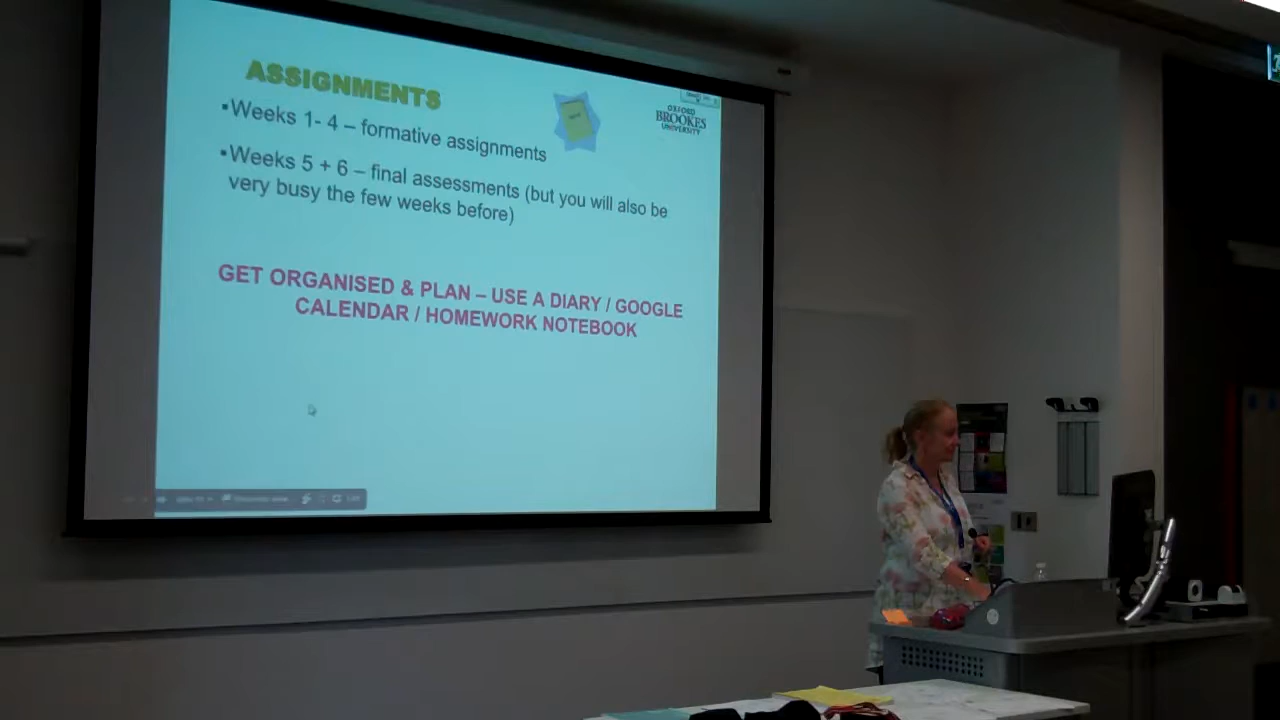 ASSIGNMENTS
▪Weeks 1- 4 – formative assignments
▪Weeks 5 + 6 – final assessments (but you will also be
very busy the few weeks before)
GET ORGANISED & PLAN – USE A DIARY / GOOGLE
CALENDAR / HOMEWORK NOTEBOOK
OXFORD
BROOKES
UNIVERSITY